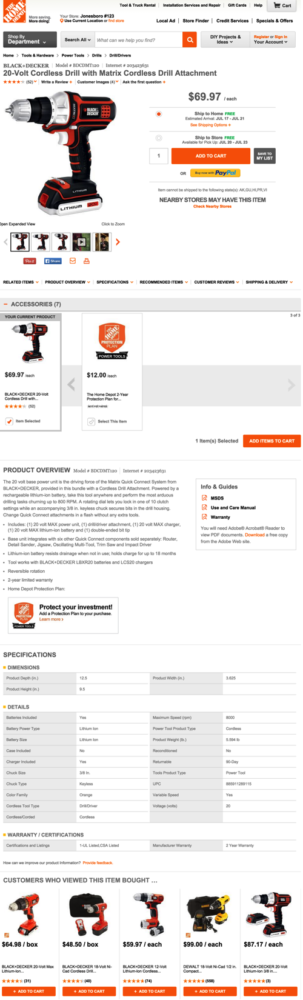 Tool & Truck Rental | Installation Services and Repair | Gift Cards | Help Cart
THE HOME DEPOT
More saving. More doing.™
Your Store: Jonesboro #123
Use Current Location or find store
Local Ad | Store Finder | Credit Services | Specials & Offers
Shop By Department
Search All
What can we help you find?
DIY Projects & Ideas
Register or Sign In
Your Account
Home > Tools & Hardware > Power Tools > Drills > Drill/Drivers
BLACK+DECKER | Model # BDCDMT120 | Internet # 203423631
20-Volt Cordless Drill with Matrix Cordless Drill Attachment
(52) | Write a Review + | Customer Images (4) | Ask the first question +
$69.97 / each
Ship to Home FREE
Estimated Arrival: JUL 17 - JUL 21
See Shipping Options +
Ship to Store FREE
Available for Pick Up: JUL 20 - JUL 23
1
ADD TO CART
SAVE TO MY LIST
OR
Buy now with PayPal
Item cannot be shipped to the following state(s): AK,GU,HI,PR,VI
NEARBY STORES MAY HAVE THIS ITEM
Check Nearby Stores
MATRIX
BLACK & DECKER
LITHIUM
LITHIUM 20v
Open Expanded View
Click to Zoom
Pin it
Share
RELATED ITEMS | PRODUCT OVERVIEW | SPECIFICATIONS | RECOMMENDED ITEMS | CUSTOMER REVIEWS | SHIPPING & DELIVERY
− ACCESSORIES (7)
YOUR CURRENT PRODUCT
3 of 3
THE HOME DEPOT
PROTECTION PLAN
POWER TOOLS
$69.97 /each
$12.00 /each
BLACK+DECKER 20-Volt Cordless Drill with...
The Home Depot 2-Year Protection Plan for...
(52)
NOT YET RATED
Item Selected
Select This Item
1 Item(s) Selected
ADD ITEMS TO CART
PRODUCT OVERVIEW Model # BDCDMT120 | Internet # 203423631
The 20 volt base power unit is the driving force of the Matrix Quick Connect System from
BLACK+DECKER, provided in this bundle with a Cordless Drill Attachment. Powered by a
rechargeable lithium-ion battery, take this tool anywhere and perform the most arduous
drilling tasks churning up to 800 RPM. A rotating dial lets you lock in one of 10 clutch
settings while an accompanying 3/8 in. keyless chuck secures bits in the drill housing.
Change Quick Connect attachments in a flash without any extra tools.
• Includes: (1) 20 volt MAX power unit, (1) drill/driver attachment, (1) 20 volt MAX charger,
(1) 20 volt MAX lithium-ion battery and (1) double-ended bit tip
• Base unit integrates with six other Quick Connect components sold separately: Router,
Detail Sander, Jigsaw, Oscillating Multi-Tool, Trim Saw and Impact Driver
• Lithium-ion battery resists drainage when not in use; holds charge for up to 18 months
• Tool works with BLACK+DECKER LBXR20 batteries and LCS20 chargers
• Reversible rotation
• 2-year limited warranty
• Home Depot Protection Plan:
Info & Guides
MSDS
Use and Care Manual
Warranty
You will need Adobe® Acrobat® Reader to
view PDF documents. Download a free copy
from the Adobe Web site.
THE HOME DEPOT
PROTECTION PLAN
POWER TOOLS
Protect your investment!
Add a Protection Plan to your purchase.
Learn more >
SPECIFICATIONS
DIMENSIONS
Product Depth (in.) 12.5 Product Width (in.) 3.625
Product Height (in.) 9.5
DETAILS
Batteries Included Yes Maximum Speed (rpm) 8000
Battery Power Type Lithium Ion Power Tool Product Type Cordless
Battery Size Lithium Ion Product Weight (lb.) 5.594 lb
Case Included No Reconditioned No
Charger Included Yes Returnable 90-Day
Chuck Size 3/8 In. Tools Product Type Power Tool
Chuck Type Keyless UPC 885911289115
Color Family Orange Variable Speed Yes
Cordless Tool Type Drill/Driver Voltage (volts) 20
Cordless/Corded Cordless
WARRANTY / CERTIFICATIONS
Certifications and Listings 1-UL Listed,CSA Listed Manufacturer Warranty 2 Year Warranty
How can we improve our product Information? Provide feedback.
CUSTOMERS WHO VIEWED THIS ITEM BOUGHT ...
$64.98 / box $48.50 / box $59.97 / each $99.00 / each $87.17 / each
BLACK+DECKER 20-Volt Max Lithium-Ion...
BLACK+DECKER 18-Volt Ni-Cad Cordless Drill...
BLACK+DECKER 12-Volt Lithium-Ion Cordless...
DEWALT 18-Volt Ni-Cad 1/2 in. Compact...
BLACK+DECKER 20-Volt Lithium-Ion 3/8 in....
(31) (40) (74) (558) (3)
+ ADD TO CART + ADD TO CART + ADD TO CART + ADD TO CART + ADD TO CART